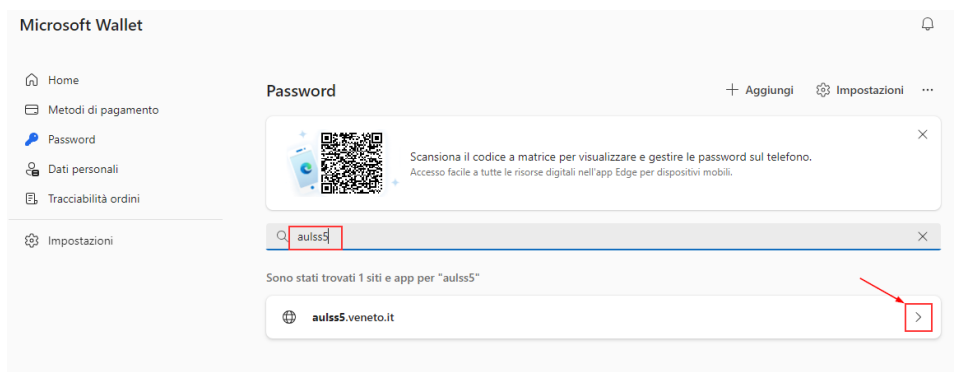 Microsoft Wallet
Home
Metodi di pagamento
Password
Dati personali
Tracciabilità ordini
Impostazioni
Password
Aggiungi
Impostazioni
...
Scansiona il codice a matrice per visualizzare e gestire le password sul telefono.
Accesso facile a tutte le risorse digitali nell'app Edge per dispositivi mobili.
aulss5
Sono stati trovati 1 siti e app per "aulss5"
aulss5.veneto.it